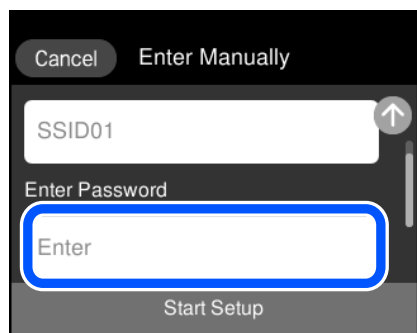 Cancel Enter Manually
SSID01
Enter Password
Enter
Start Setup